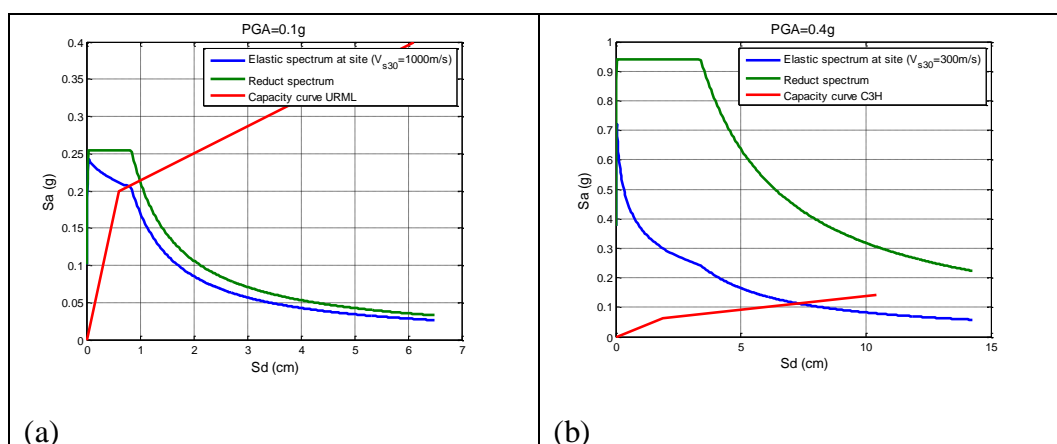 PGA=0.1g
0.4
0.35
0.3
0.25
0.2
0.15
0.1
0.05
0
Sa (g)
Elastic spectrum at site (Vs30=1000m/s)
Reduct spectrum
Capacity curve URML
0 1 2 3 4 5 6 7
Sd (cm)
(a)
PGA=0.4g
1
0.9
0.8
0.7
0.6
0.5
0.4
0.3
0.2
0.1
0
Sa (g)
Elastic spectrum at site (Vs30=300m/s)
Reduct spectrum
Capacity curve C3H
0 5 10 15
Sd (cm)
(b)